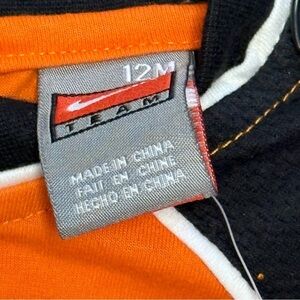 12M
TEAM
MADE IN CHINA
FAIT EN CHINE
HECHO EN CHINA